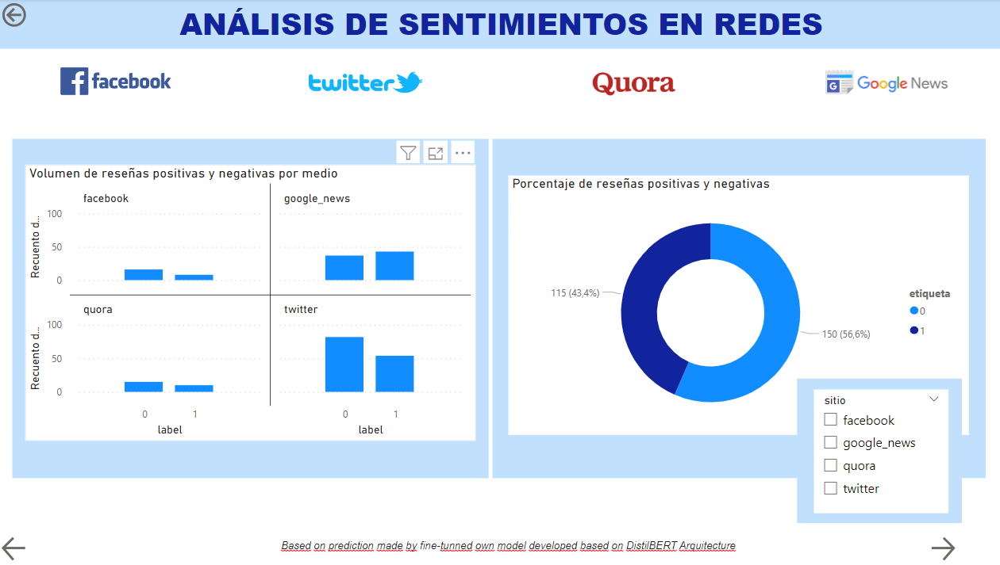 ANÁLISIS DE SENTIMIENTOS EN REDES
facebook
twitter
Quora
Google News
Volumen de reseñas positivas y negativas por medio
facebook
google_news
Recuento d...
100
50
0
quora
twitter
Recuento d...
100
50
0
0
1
0
1
label
label
Porcentaje de reseñas positivas y negativas
115 (43,4%)
150 (56,6%)
etiqueta
0
1
sitio
facebook
google_news
quora
twitter
Based on prediction made by fine-tunned own model developed based on DistilBERT Arquitecture